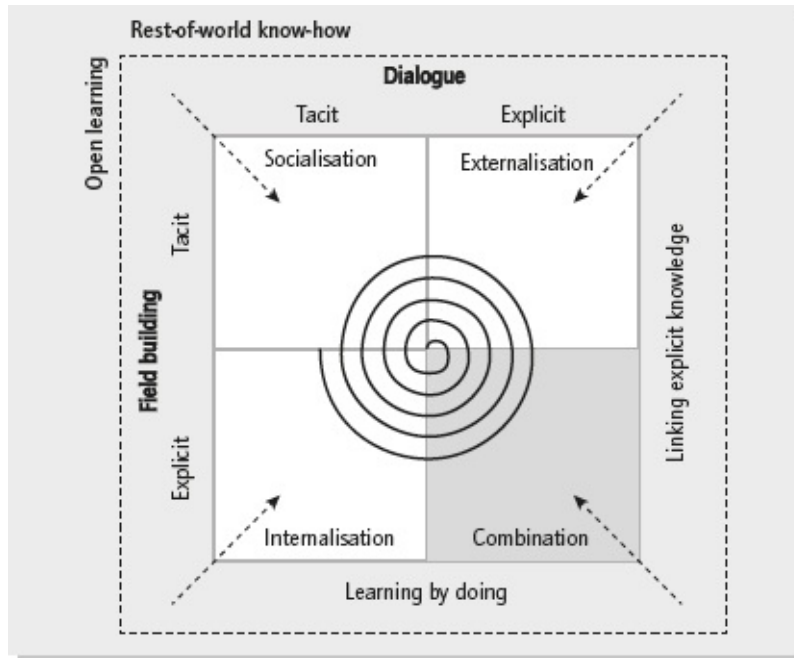 Rest-of-world know-how
Open learning
Dialogue
Tacit
Explicit
Socialisation
Externalisation
Tacit
Field building
Explicit
Linking explicit knowledge
Internalisation
Combination
Learning by doing